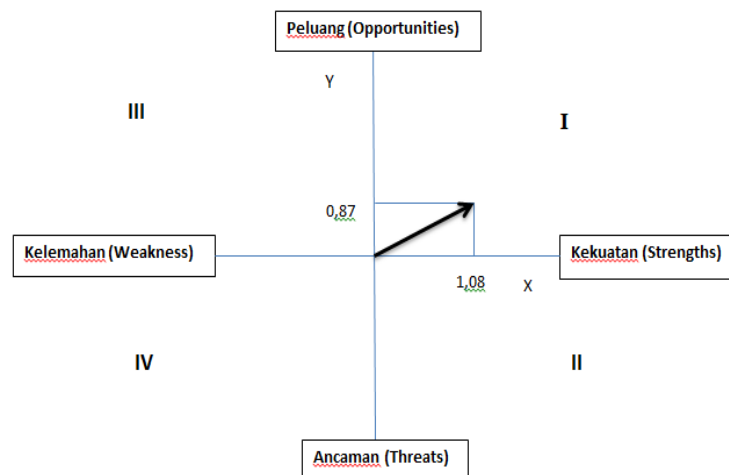 Peluang (Opportunities)
Y
III
I
0,87
Kelemahan (Weakness)
Kekuatan (Strengths)
1,08
X
IV
II
Ancaman (Threats)